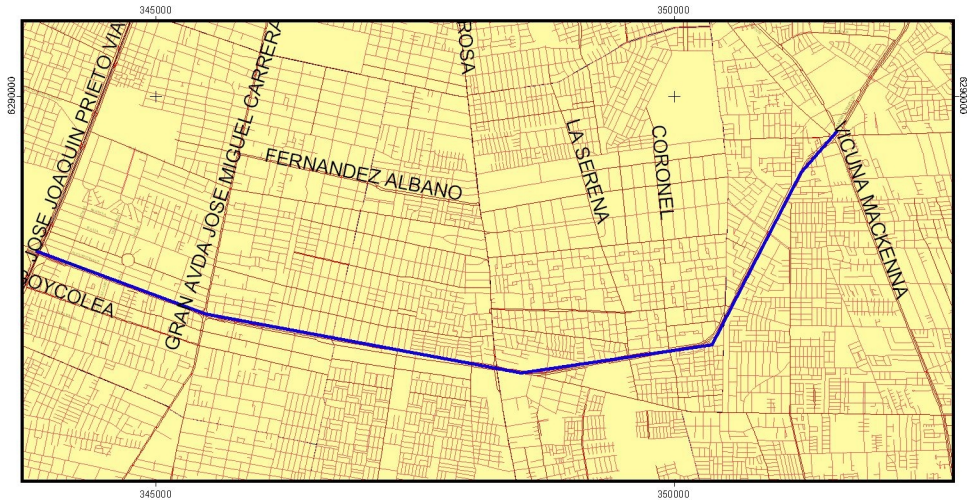 345000
350000
6290000
6290000
JOSE JOAQUIN PRIETO VIA
GRAN AVDA JOSE MIGUEL CARRERA
ROSA
FERNANDEZ ALBANO
LA SERENA
CORONEL
VICUNA MACKENNA
OYCOLEA
345000
350000